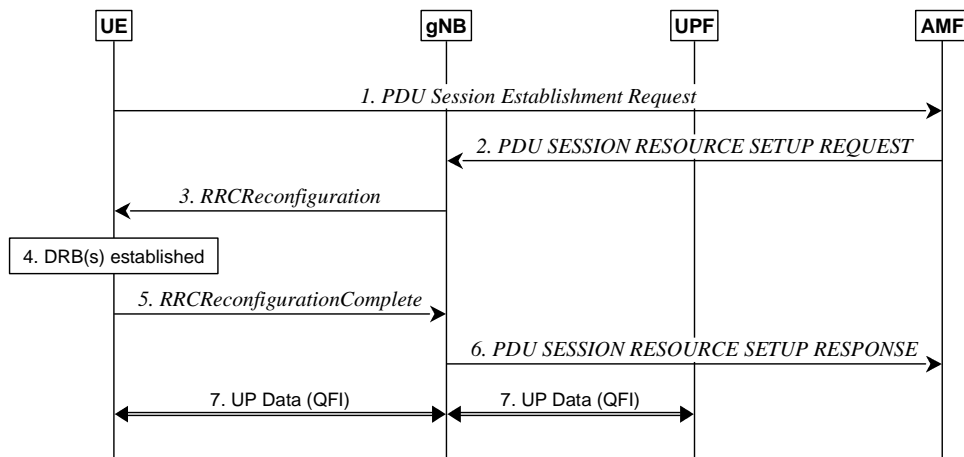 UE
gNB
UPF
AMF
1. PDU Session Establishment Request
2. PDU SESSION RESOURCE SETUP REQUEST
3. RRCReconfiguration
4. DRB(s) established
5. RRCReconfigurationComplete
6. PDU SESSION RESOURCE SETUP RESPONSE
7. UP Data (QFI)
7. UP Data (QFI)